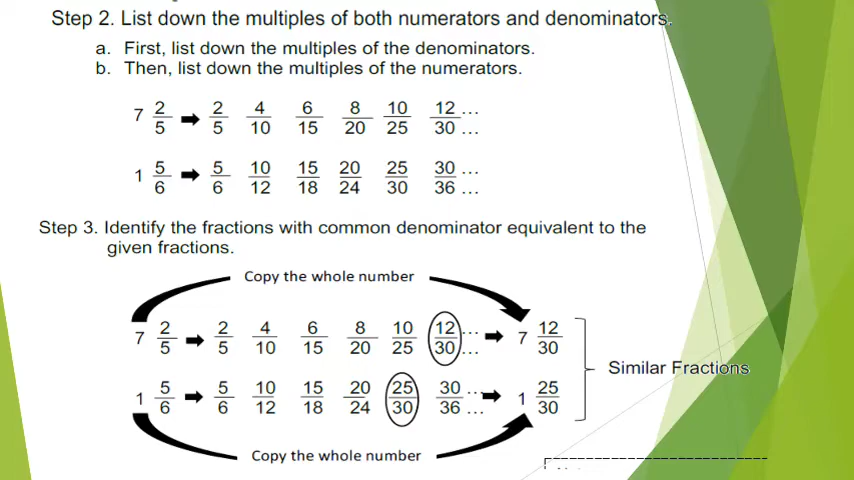 Step 2. List down the multiples of both numerators and denominators.
a. First, list down the multiples of the denominators.
b. Then, list down the multiples of the numerators.
7 2/5 ➡ 2/5 4/10 6/15 8/20 10/25 12/30 ... ...
1 5/6 ➡ 5/6 10/12 15/18 20/24 25/30 30/36 ... ...
Step 3. Identify the fractions with common denominator equivalent to the
given fractions.
Copy the whole number
7 2/5 ➡ 2/5 4/10 6/15 8/20 10/25 12/30 ... ... ➡ 7 12/30
Similar Fractions
1 5/6 ➡ 5/6 10/12 15/18 20/24 25/30 30/36 ... ... ➡ 1 25/30
Copy the whole number